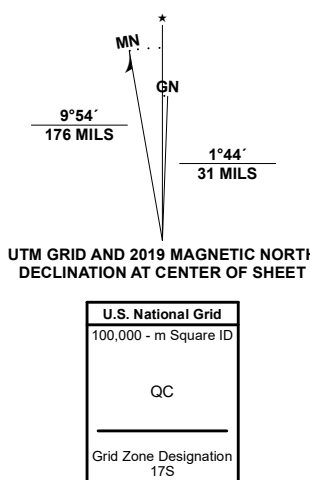 ★
MN
GN
9°54´
176 MILS
1°44´
31 MILS
UTM GRID AND 2019 MAGNETIC NORTH
DECLINATION AT CENTER OF SHEET
U.S. National Grid
100,000 - m Square ID
QC
Grid Zone Designation
17S